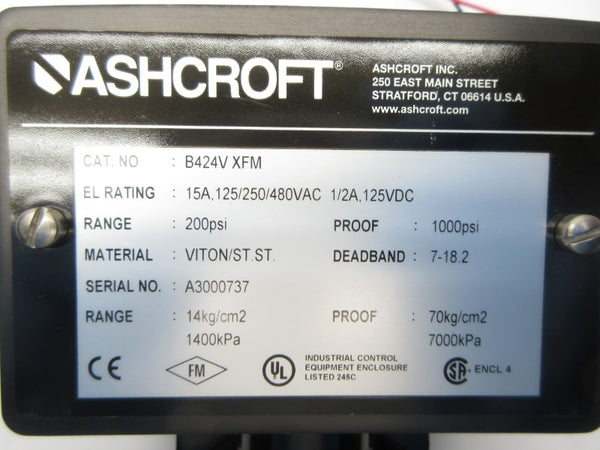 ASHCROFT®
ASHCROFT INC.
250 EAST MAIN STREET
STRATFORD, CT 06614 U.S.A.
www.ashcroft.com
CAT. NO : B424V XFM
EL RATING : 15A,125/250/480VAC 1/2A,125VDC
RANGE : 200psi PROOF : 1000psi
MATERIAL : VITON/ST.ST. DEADBAND : 7-18.2
SERIAL NO. : A3000737
RANGE : 14kg/cm2 PROOF : 70kg/cm2
1400kPa 7000kPa
CE FM UL INDUSTRIAL CONTROL
EQUIPMENT ENCLOSURE
LISTED 245C
SA ENCL 4